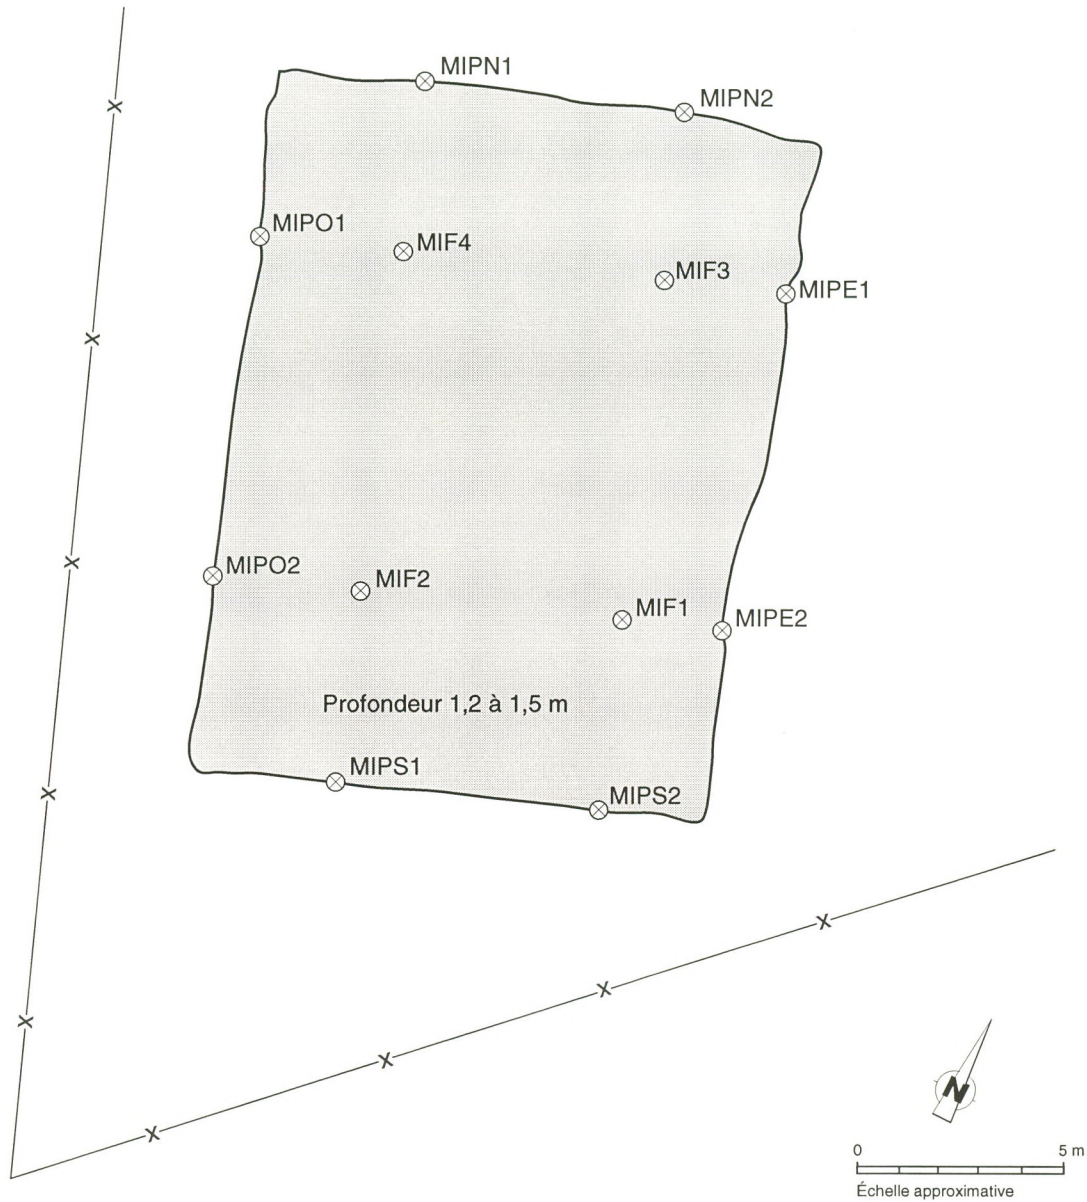 MIPN1
MIPN2
MIPO1
MIF4
MIF3
MIPE1
MIPO2
MIF2
MIF1
MIPE2
Profondeur 1,2 à 1,5 m
MIPS1
MIPS2
N
0 5 m
Échelle approximative